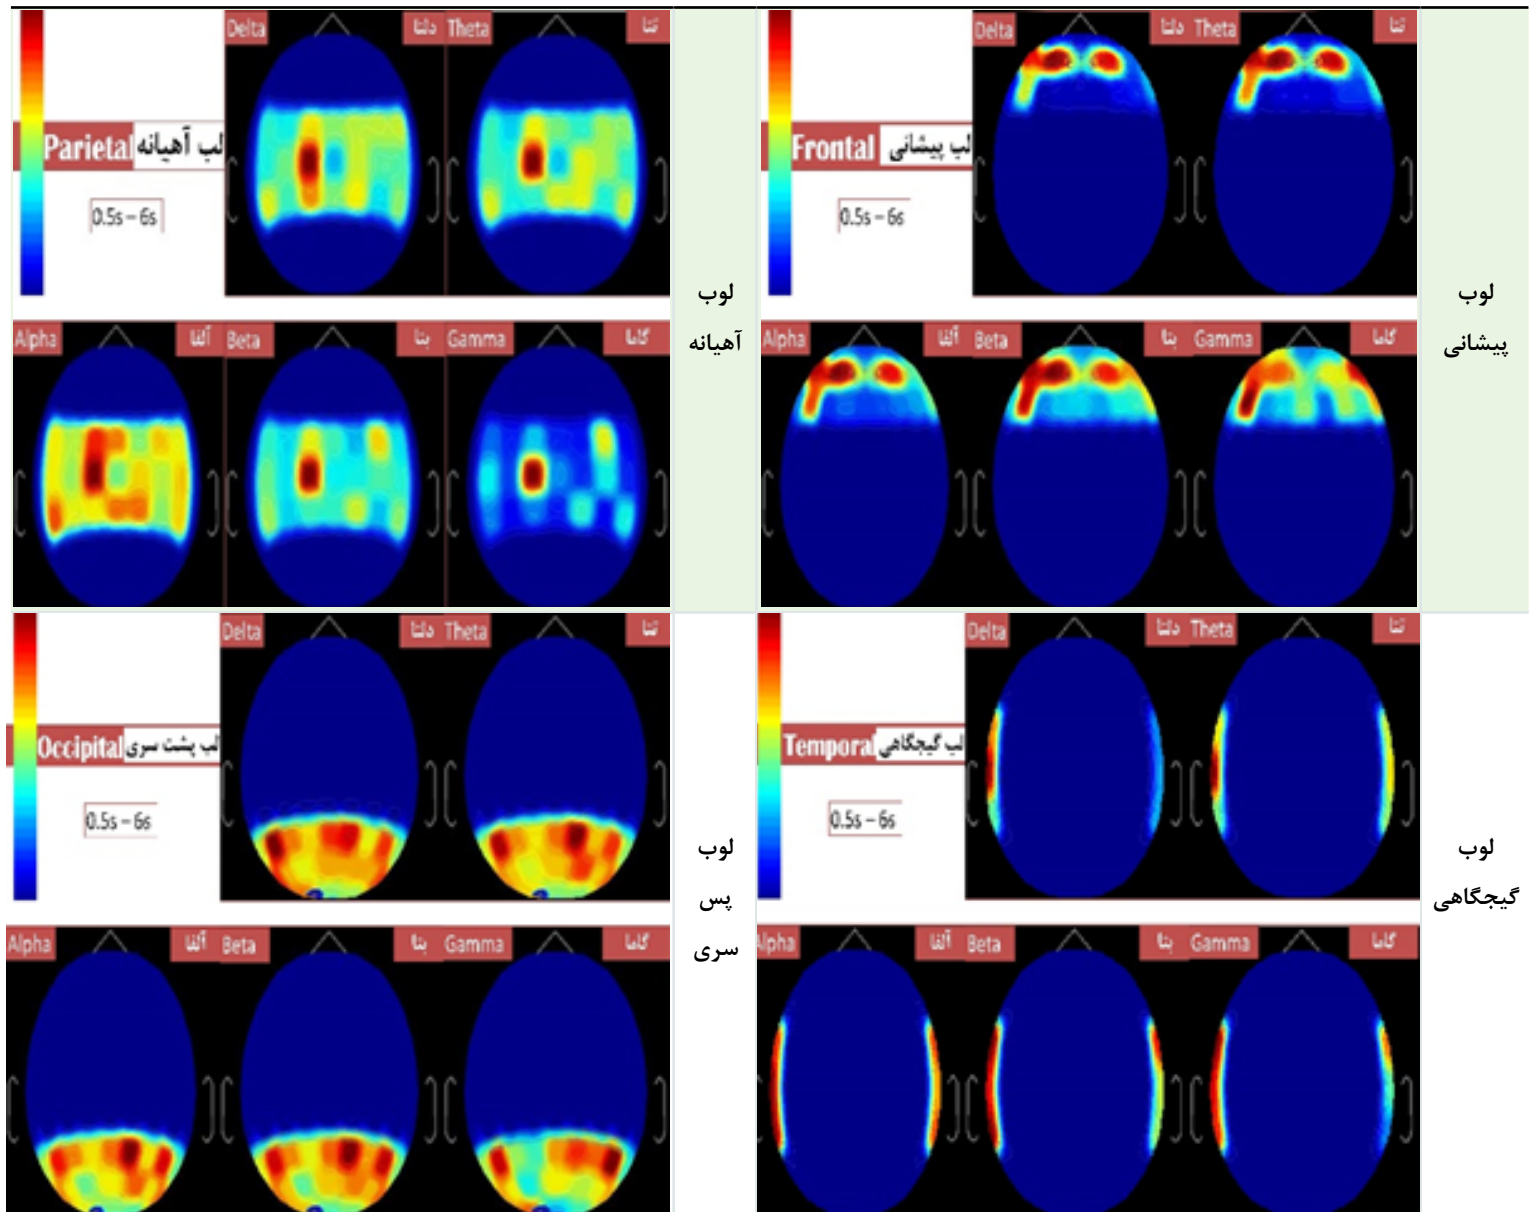 Delta دلتا Theta تتا
Parietal لب آهیانه
0.5s – 6s
Alpha آلفا Beta بتا Gamma گاما
لوب
آهیانه
Delta دلتا Theta تتا
Frontal لب پیشانی
0.5s – 6s
Alpha آلفا Beta بتا Gamma گاما
لوب
پیشانی
Delta دلتا Theta تتا
Occipital لب پشت سری
0.5s – 6s
Alpha آلفا Beta بتا Gamma گاما
لوب
پس
سری
Delta دلتا Theta تتا
Temporal لب گیجگاهی
0.5s – 6s
Alpha آلفا Beta بتا Gamma گاما
لوب
گیجگاهی